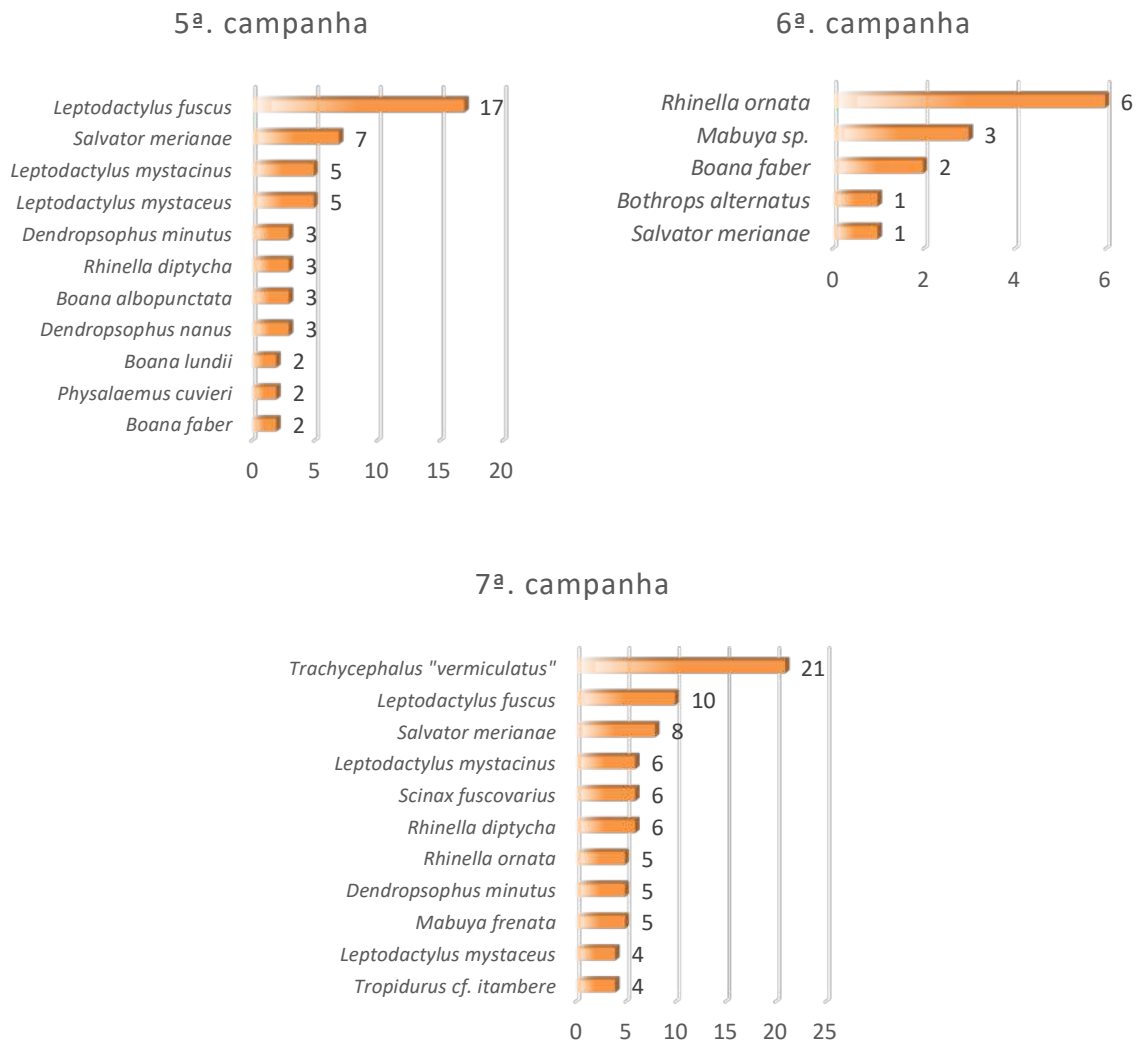 5ª. campanha
Leptodactylus fuscus 17
Salvator merianae 7
Leptodactylus mystacinus 5
Leptodactylus mystaceus 5
Dendropsophus minutus 3
Rhinella diptycha 3
Boana albopunctata 3
Dendropsophus nanus 3
Boana lundii 2
Physalaemus cuvieri 2
Boana faber 2
0 5 10 15 20
6ª. campanha
Rhinella ornata 6
Mabuya sp. 3
Boana faber 2
Bothrops alternatus 1
Salvator merianae 1
0 2 4 6
7ª. campanha
Trachycephalus "vermiculatus" 21
Leptodactylus fuscus 10
Salvator merianae 8
Leptodactylus mystacinus 6
Scinax fuscovarius 6
Rhinella diptycha 6
Rhinella ornata 5
Dendropsophus minutus 5
Mabuya frenata 5
Leptodactylus mystaceus 4
Tropidurus cf. itambere 4
0 5 10 15 20 25